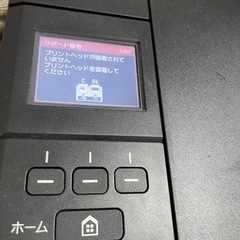 サポート番号 1401
プリントヘッドが装着されて
いません
プリントヘッドを装着して
ください
C Bk
ホーム